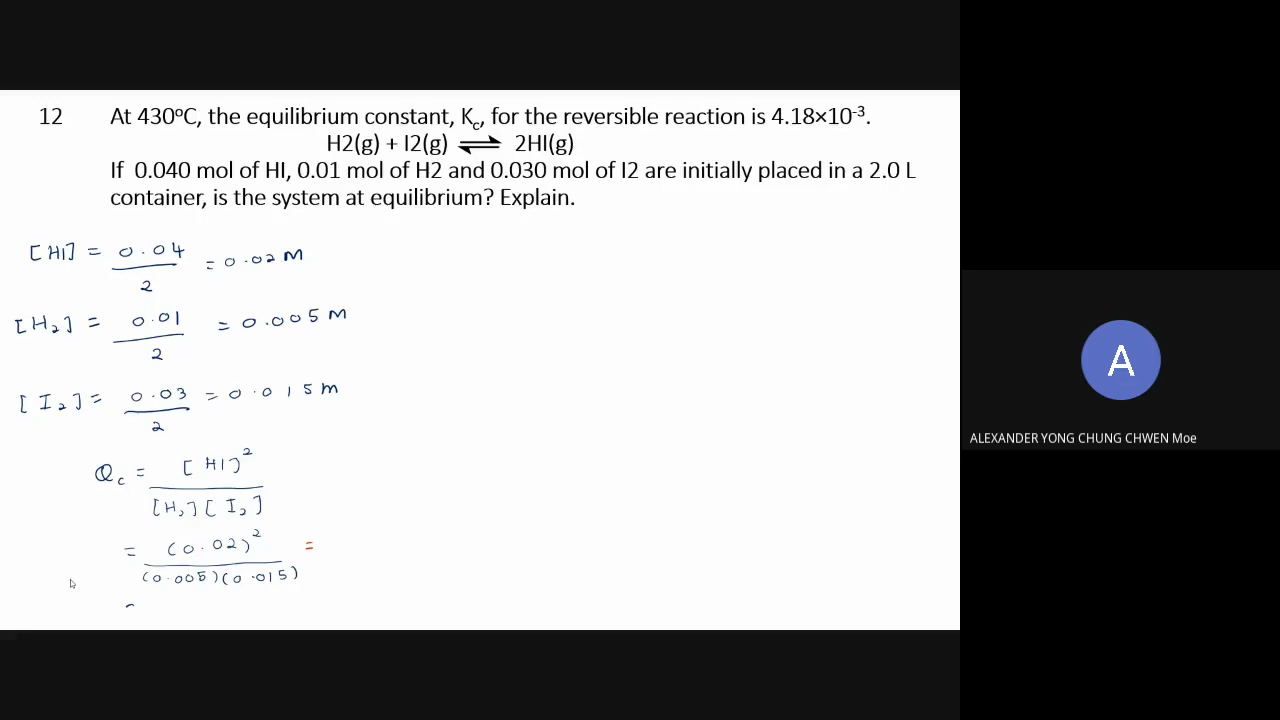 12 At 430°C, the equilibrium constant, Kc, for the reversible reaction is 4.18×10⁻³.
H2(g) + I2(g) ⇌ 2HI(g)
If 0.040 mol of HI, 0.01 mol of H2 and 0.030 mol of I2 are initially placed in a 2.0 L
container, is the system at equilibrium? Explain.
[HI] = 0.04 / 2 = 0.02 M
[H₂] = 0.01 / 2 = 0.005 M
[I₂] = 0.03 / 2 = 0.015 M
Qc = [HI]² / [H₂][I₂]
= (0.02)² / (0.005)(0.015) =
A
ALEXANDER YONG CHUNG CHWEN Moe